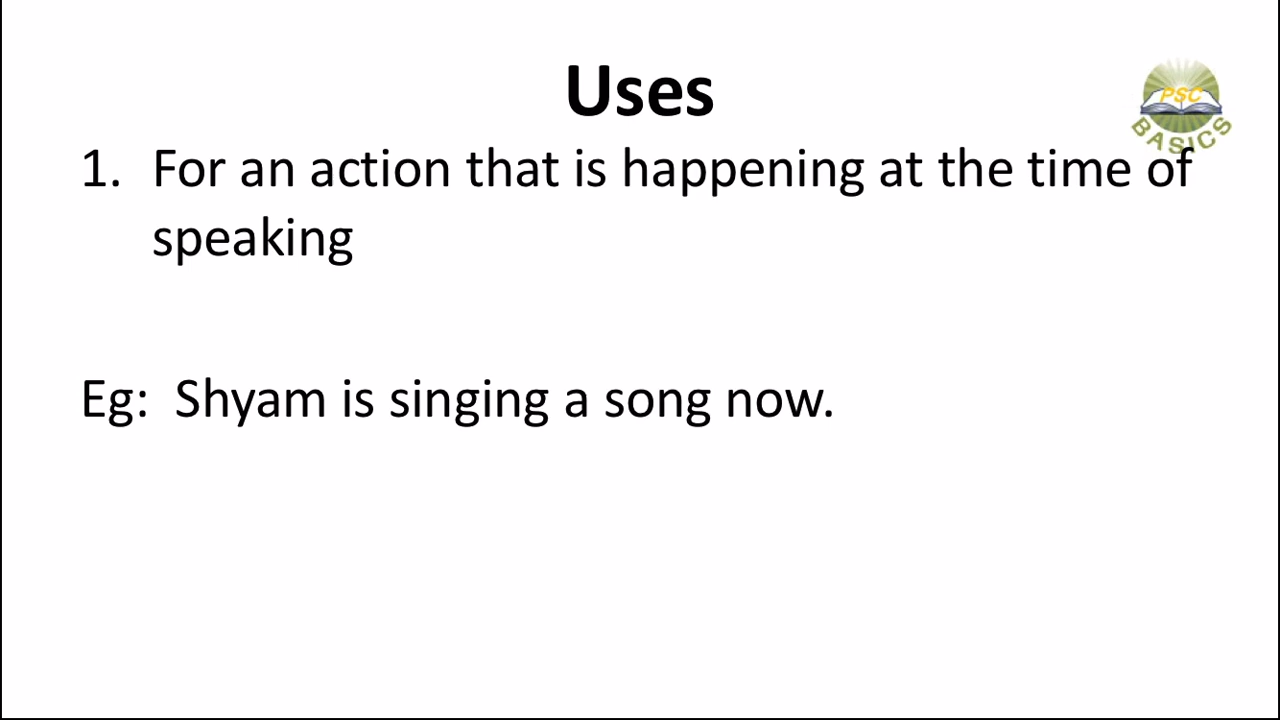 Uses
PSC
BASICS
1. For an action that is happening at the time of
speaking
Eg: Shyam is singing a song now.